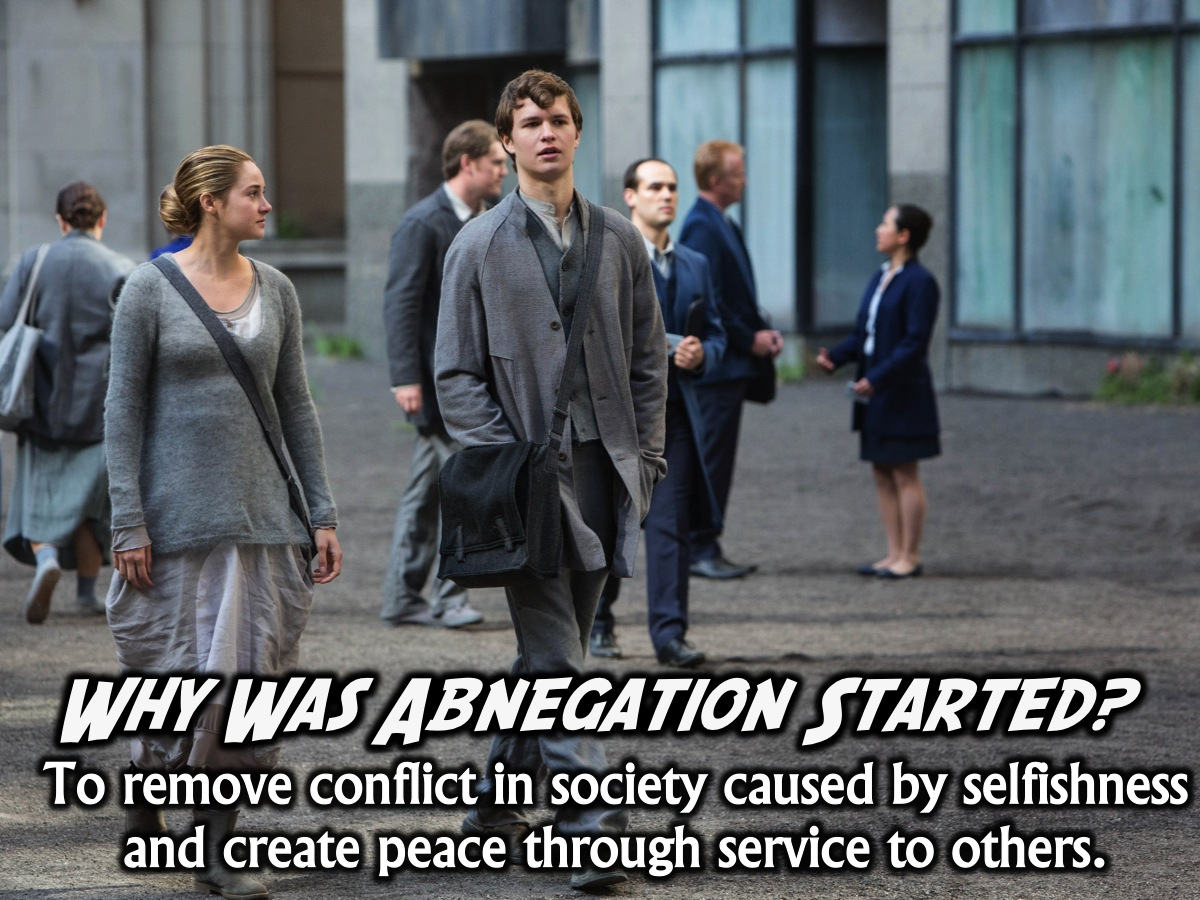 Why Was Abnegation Started?
To remove conflict in society caused by selfishness
and create peace through service to others.